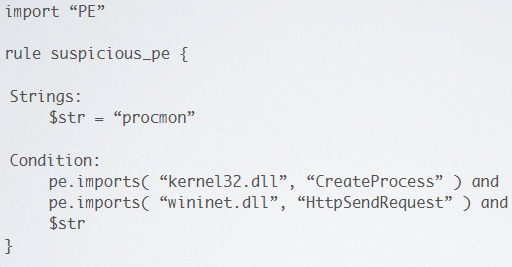 import “PE”
rule suspicious_pe {
Strings:
$str = “procmon”
Condition:
pe.imports( “kernel32.dll”, “CreateProcess” ) and
pe.imports( “wininet.dll”, “HttpSendRequest” ) and
$str
}